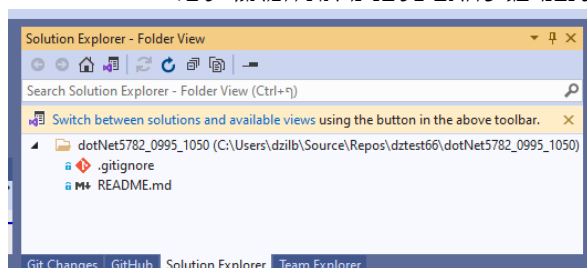 Solution Explorer - Folder View
Search Solution Explorer - Folder View (Ctrl+ף)
Switch between solutions and available views using the button in the above toolbar.
dotNet5782_0995_1050 (C:\Users\dzilb\Source\Repos\dztest66\dotNet5782_0995_1050)
.gitignore
M↓ README.md
Git Changes GitHub Solution Explorer Team Explorer